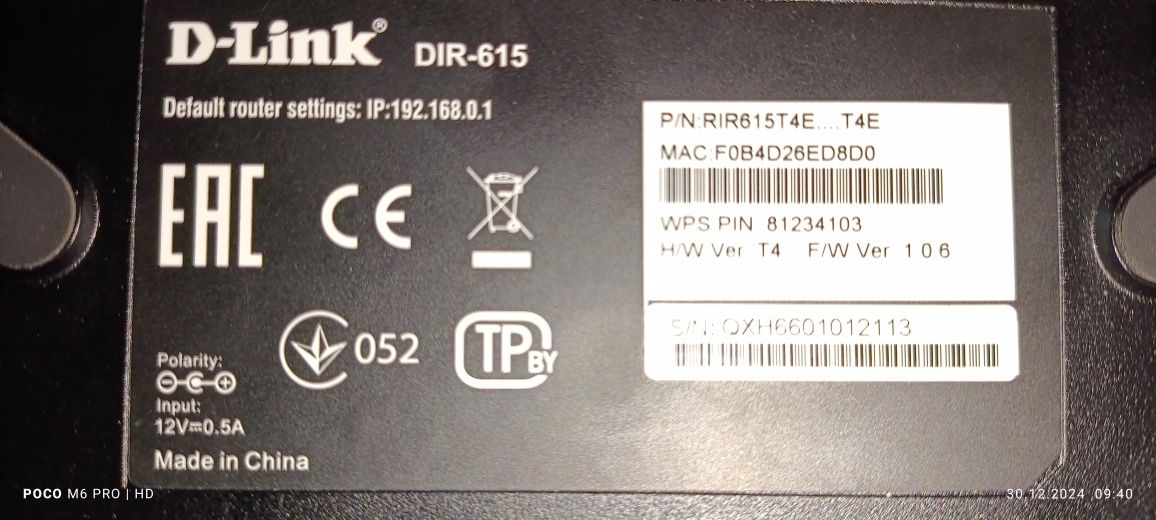 D-Link® DIR-615
Default router settings: IP:192.168.0.1
P/N:RIR615T4E....T4E
MAC:F0B4D26ED8D0
WPS PIN 81234103
H/W Ver T4 F/W Ver 1 0 6
S/N: QXH6601012113
EAC CE
052
TP BY
Polarity:
Input:
12V⎓0.5A
Made in China
POCO M6 PRO | HD
30.12.2024 09:40